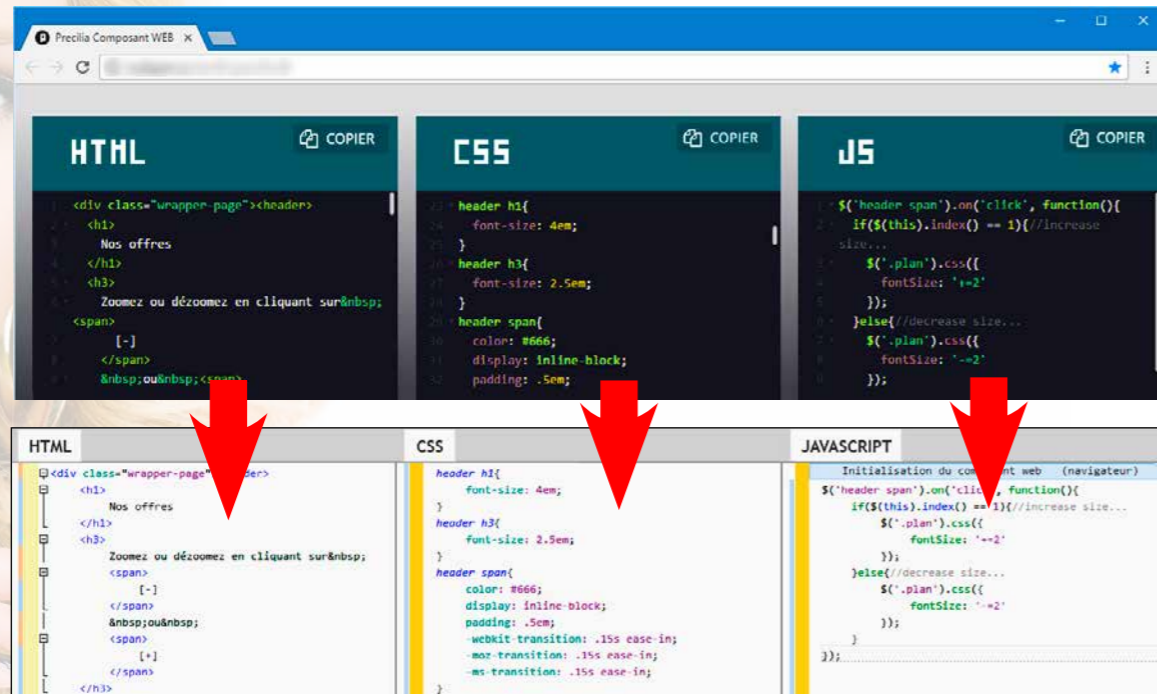 Precilia Composant WEB
HTML
COPIER
<div class="wrapper-page"><header>
<h1>
Nos offres
</h1>
<h3>
Zoomez ou dézoomez en cliquant sur&nbsp;
<span>
[-]
</span>
&nbsp;ou&nbsp;<span>
CSS
COPIER
header h1{
font-size: 4em;
}
header h3{
font-size: 2.5em;
}
header span{
color: #666;
display: inline-block;
padding: .5em;
JS
COPIER
$('header span').on('click', function(){
if($(this).index() == 1){//increase
size...
$('.plan').css({
fontSize: '+=2'
});
}else{//decrease size...
$('.plan').css({
fontSize: '-=2'
});
HTML
<div class="wrapper-page"
<h1>
Nos offres
</h1>
<h3>
Zoomez ou dézoomez en cliquant sur&nbsp;
<span>
[-]
</span>
&nbsp;ou&nbsp;
<span>
[+]
</span>
</h3>
CSS
header h1{
font-size: 4em;
}
header h3{
font-size: 2.5em;
}
header span{
color: #666;
display: inline-block;
padding: .5em;
-webkit-transition: .15s ease-in;
-moz-transition: .15s ease-in;
-ms-transition: .15s ease-in;
}
JAVASCRIPT
Initialisation du web (navigateur)
$('header span').on('click', function(){
if($(this).index() == 1){//increase size...
$('.plan').css({
fontSize: '+=2'
});
}else{//decrease size...
$('.plan').css({
fontSize: '-=2'
});
}
});